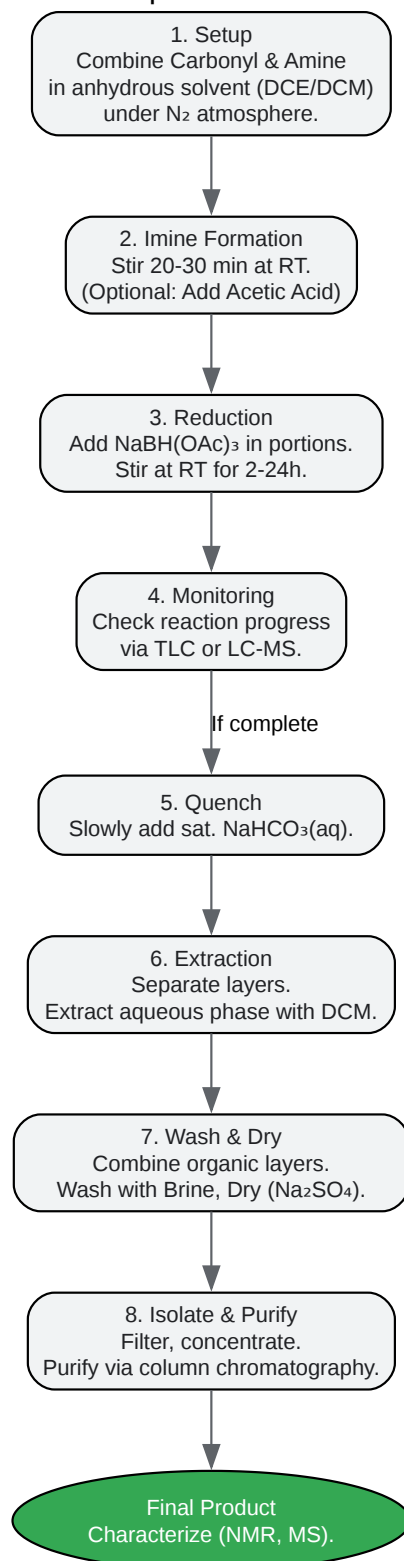 1. Setup
Combine Carbonyl & Amine
in anhydrous solvent (DCE/DCM)
under N₂ atmosphere.
2. Imine Formation
Stir 20-30 min at RT.
(Optional: Add Acetic Acid)
3. Reduction
Add NaBH(OAc)₃ in portions.
Stir at RT for 2-24h.
4. Monitoring
Check reaction progress
via TLC or LC-MS.
If complete
5. Quench
Slowly add sat. NaHCO₃(aq).
6. Extraction
Separate layers.
Extract aqueous phase with DCM.
7. Wash & Dry
Combine organic layers.
Wash with Brine, Dry (Na₂SO₄).
8. Isolate & Purify
Filter, concentrate.
Purify via column chromatography.
Final Product
Characterize (NMR, MS).